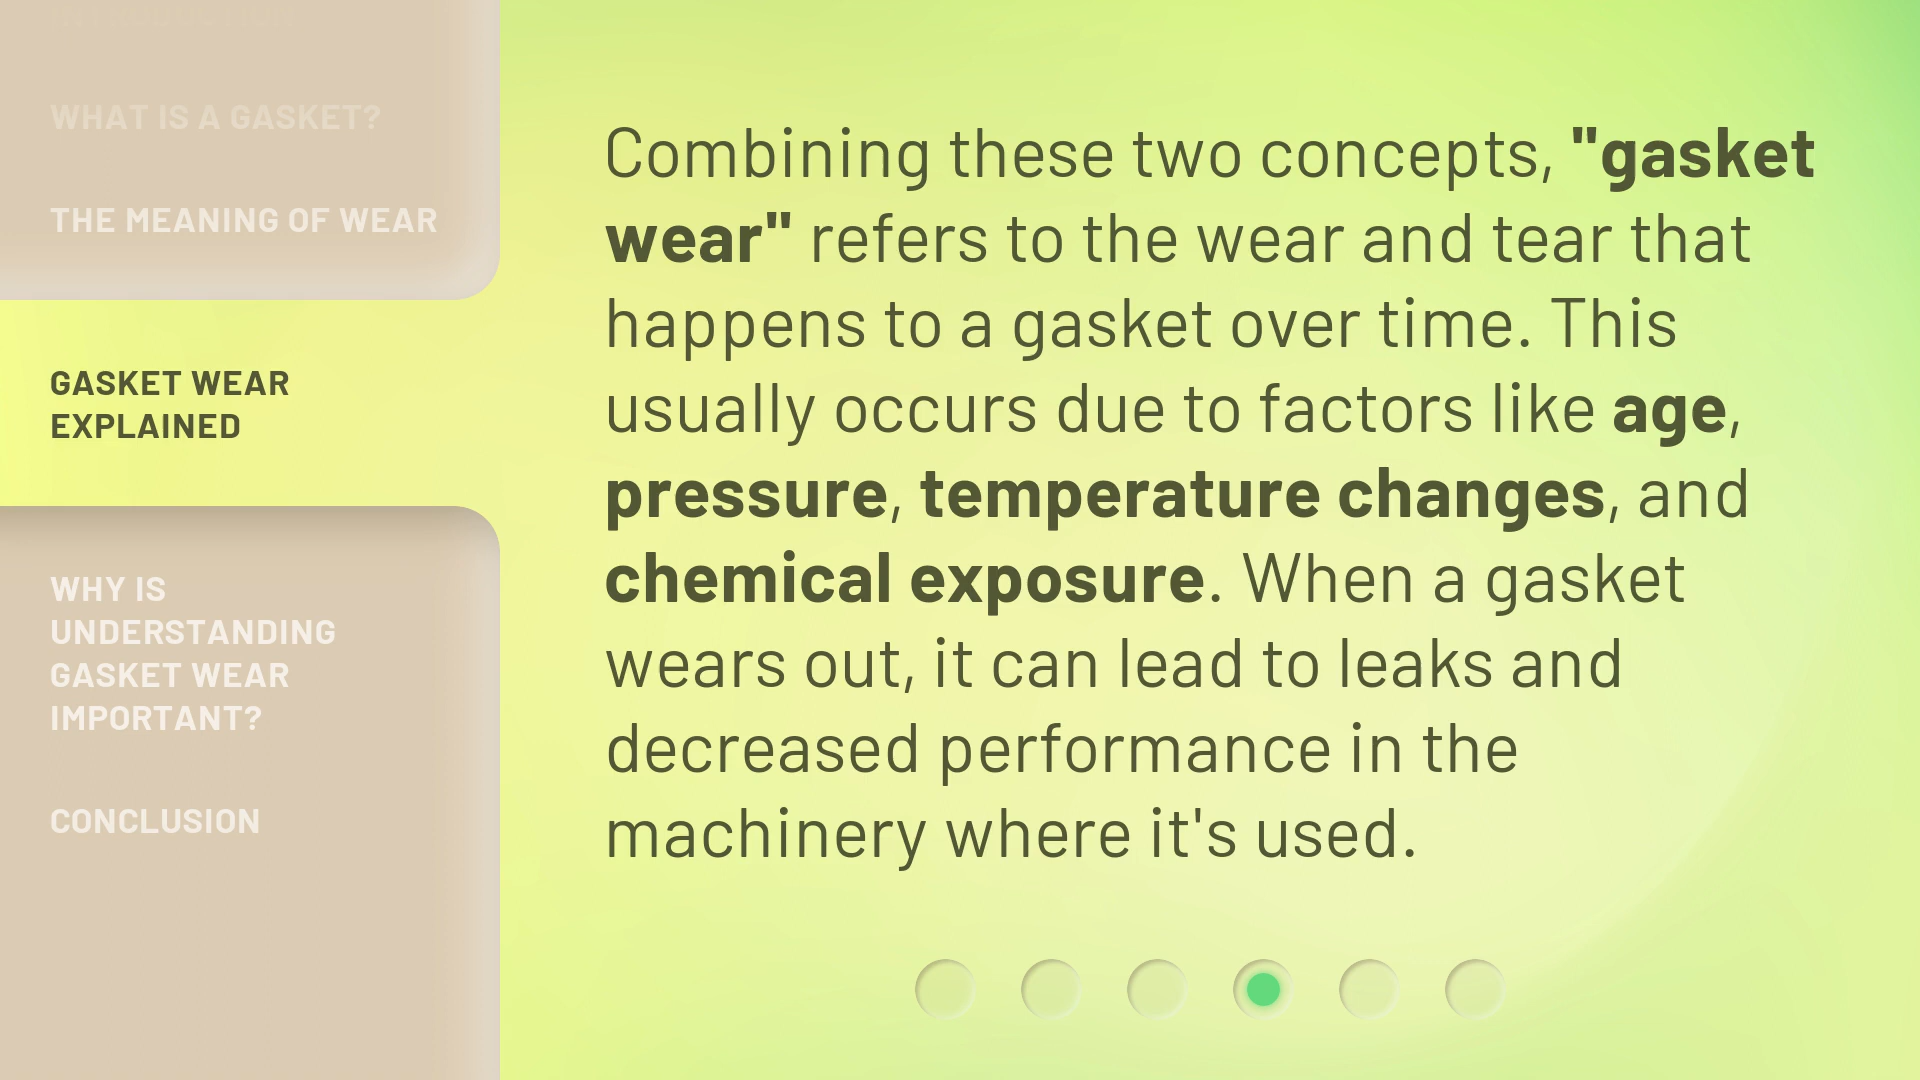 INTRODUCTION
WHAT IS A GASKET?
THE MEANING OF WEAR
GASKET WEAR
EXPLAINED
WHY IS
UNDERSTANDING
GASKET WEAR
IMPORTANT?
CONCLUSION
Combining these two concepts, "gasket
wear" refers to the wear and tear that
happens to a gasket over time. This
usually occurs due to factors like age,
pressure, temperature changes, and
chemical exposure. When a gasket
wears out, it can lead to leaks and
decreased performance in the
machinery where it's used.